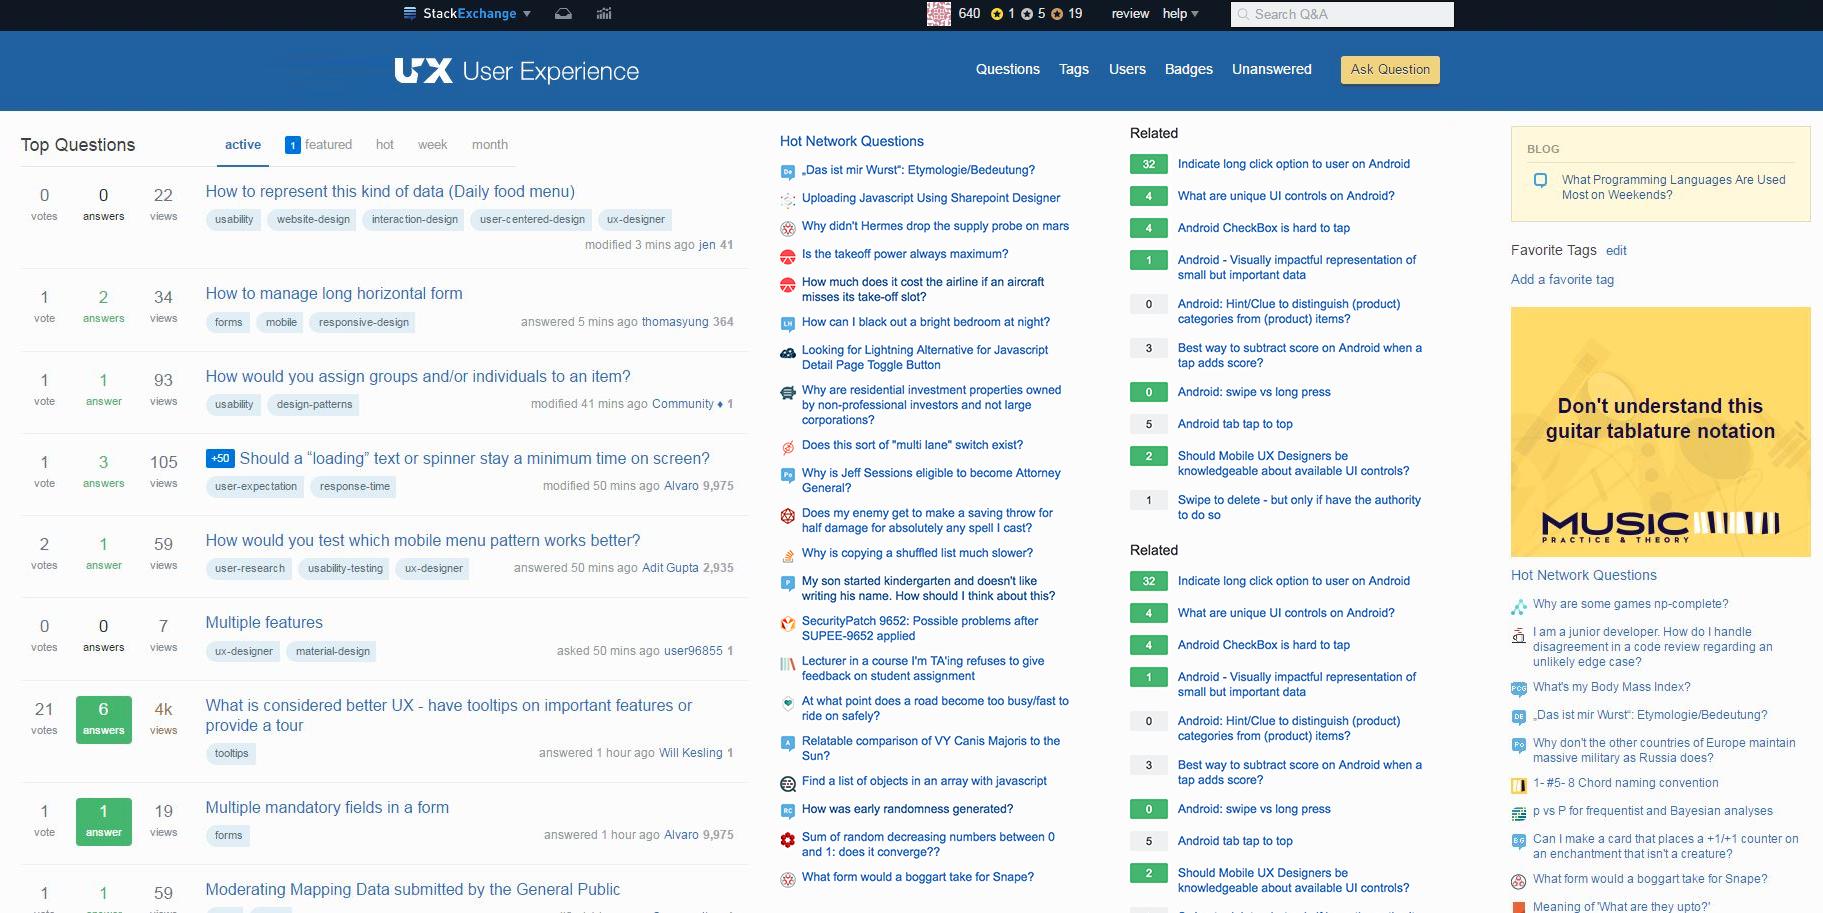 StackExchange
640 1 5 19 review help
Search Q&A
UX User Experience
Questions Tags Users Badges Unanswered Ask Question
Top Questions
active 1 featured hot week month
0 votes 0 answers 22 views
How to represent this kind of data (Daily food menu)
usability website-design interaction-design user-centered-design ux-designer
modified 3 mins ago jen 41
1 vote 2 answers 34 views
How to manage long horizontal form
forms mobile responsive-design
answered 5 mins ago thomasyung 364
1 vote 1 answer 93 views
How would you assign groups and/or individuals to an item?
usability design-patterns
modified 41 mins ago Community ♦ 1
1 vote 3 answers 105 views
+50 Should a “loading” text or spinner stay a minimum time on screen?
user-expectation response-time
modified 50 mins ago Alvaro 9,975
2 votes 1 answer 59 views
How would you test which mobile menu pattern works better?
user-research usability-testing ux-designer
answered 50 mins ago Adit Gupta 2,935
0 votes 0 answers 7 views
Multiple features
ux-designer material-design
asked 50 mins ago user96855 1
21 votes 6 answers 4k views
What is considered better UX - have tooltips on important features or
provide a tour
tooltips
answered 1 hour ago Will Kesling 1
1 vote 1 answer 19 views
Multiple mandatory fields in a form
forms
answered 1 hour ago Alvaro 9,975
1 1 59
Moderating Mapping Data submitted by the General Public
Hot Network Questions
„Das ist mir Wurst“: Etymologie/Bedeutung?
Uploading Javascript Using Sharepoint Designer
Why didn't Hermes drop the supply probe on mars
Is the takeoff power always maximum?
How much does it cost the airline if an aircraft
misses its take-off slot?
How can I black out a bright bedroom at night?
Looking for Lightning Alternative for Javascript
Detail Page Toggle Button
Why are residential investment properties owned
by non-professional investors and not large
corporations?
Does this sort of "multi lane" switch exist?
Why is Jeff Sessions eligible to become Attorney
General?
Does my enemy get to make a saving throw for
half damage for absolutely any spell I cast?
Why is copying a shuffled list much slower?
My son started kindergarten and doesn't like
writing his name. How should I think about this?
SecurityPatch 9652: Possible problems after
SUPEE-9652 applied
Lecturer in a course I'm TA'ing refuses to give
feedback on student assignment
At what point does a road become too busy/fast to
ride on safely?
Relatable comparison of VY Canis Majoris to the
Sun?
Find a list of objects in an array with javascript
How was early randomness generated?
Sum of random decreasing numbers between 0
and 1: does it converge??
What form would a boggart take for Snape?
Related
32 Indicate long click option to user on Android
4 What are unique UI controls on Android?
4 Android CheckBox is hard to tap
1 Android - Visually impactful representation of
small but important data
0 Android: Hint/Clue to distinguish (product)
categories from (product) items?
3 Best way to subtract score on Android when a
tap adds score?
0 Android: swipe vs long press
5 Android tab tap to top
2 Should Mobile UX Designers be
knowledgeable about available UI controls?
1 Swipe to delete - but only if have the authority
to do so
Related
32 Indicate long click option to user on Android
4 What are unique UI controls on Android?
4 Android CheckBox is hard to tap
1 Android - Visually impactful representation of
small but important data
0 Android: Hint/Clue to distinguish (product)
categories from (product) items?
3 Best way to subtract score on Android when a
tap adds score?
0 Android: swipe vs long press
5 Android tab tap to top
2 Should Mobile UX Designers be
knowledgeable about available UI controls?
BLOG
What Programming Languages Are Used
Most on Weekends?
Favorite Tags edit
Add a favorite tag
Don't understand this
guitar tablature notation
MUSIC
PRACTICE & THEORY
Hot Network Questions
Why are some games np-complete?
I am a junior developer. How do I handle
disagreement in a code review regarding an
unlikely edge case?
What's my Body Mass Index?
„Das ist mir Wurst“: Etymologie/Bedeutung?
Why don't the other countries of Europe maintain
massive military as Russia does?
1- #5- 8 Chord naming convention
p vs P for frequentist and Bayesian analyses
Can I make a card that places a +1/+1 counter on
an enchantment that isn't a creature?
What form would a boggart take for Snape?
Meaning of 'What are they upto?'